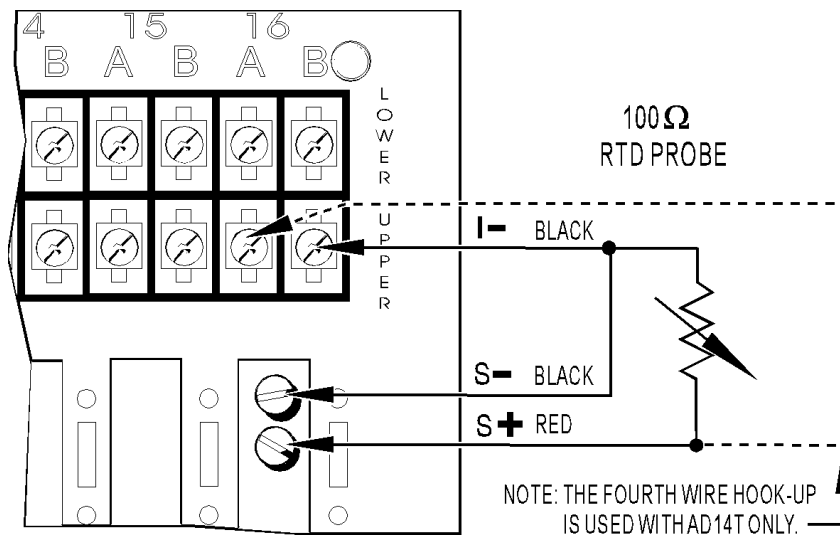 4 15 16
B A B A B
LOWER
UPPER
100Ω
RTD PROBE
I- BLACK
S- BLACK
S+ RED
NOTE: THE FOURTH WIRE HOOK-UP
IS USED WITH AD14T ONLY.